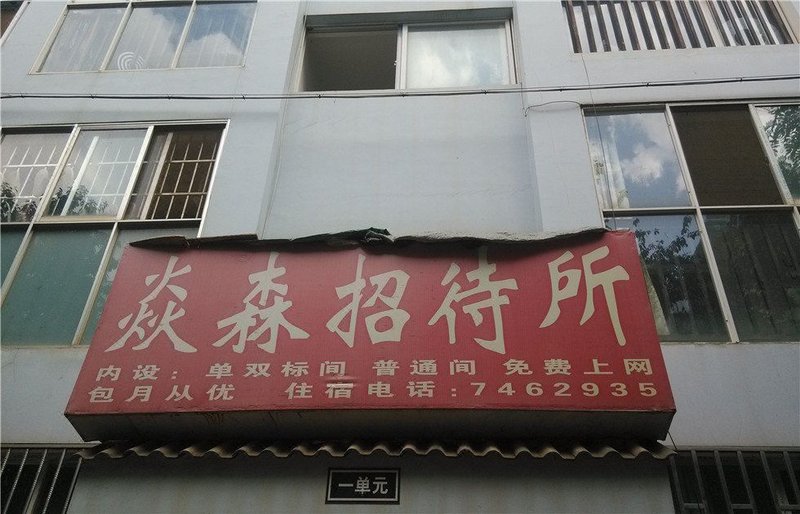 焱森招待所
内设：单双标间 普通间 免费上网
包月从优 住宿电话：7462935
一单元